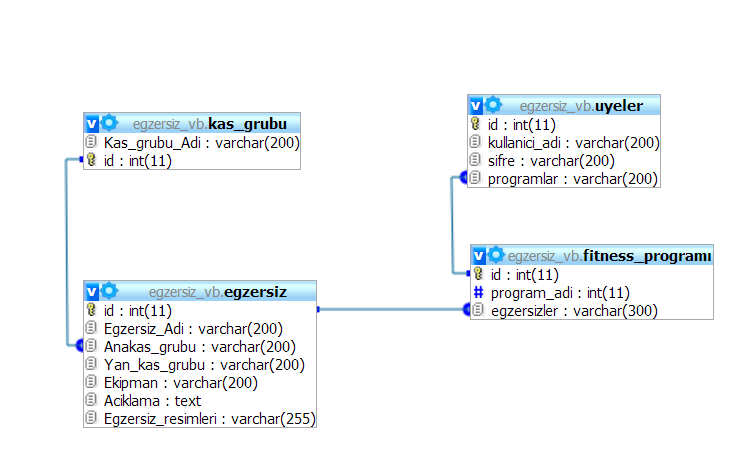 egzersiz_vb.kas_grubu
Kas_grubu_Adi : varchar(200)
id : int(11)
egzersiz_vb.uyeler
id : int(11)
kullanici_adi : varchar(200)
sifre : varchar(200)
programlar : varchar(200)
egzersiz_vb.fitness_programı
id : int(11)
# program_adi : int(11)
egzersizler : varchar(300)
egzersiz_vb.egzersiz
id : int(11)
Egzersiz_Adi : varchar(200)
Anakas_grubu : varchar(200)
Yan_kas_grubu : varchar(200)
Ekipman : varchar(200)
Aciklama : text
Egzersiz_resimleri : varchar(255)